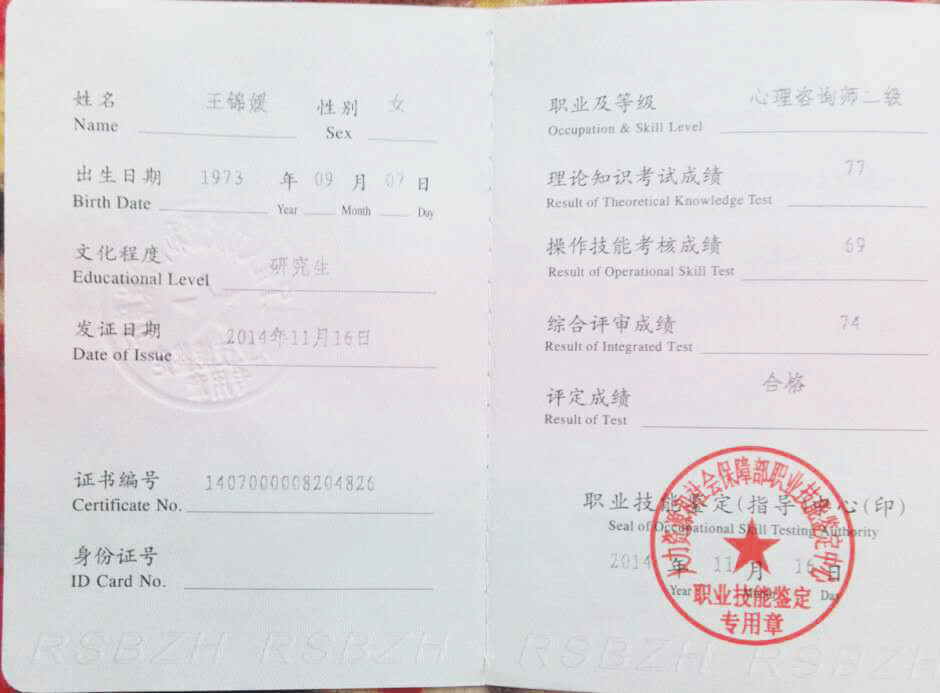 姓名 王锦媛 性别 女
Name Sex
出生日期 1973 年 09 月 07 日
Birth Date Year Month Day
文化程度 研究生
Educational Level
发证日期 2014年11月16日
Date of Issue
证书编号 1407000008204826
Certificate No.
身份证号
ID Card No.
RSBZH RSBZH
职业及等级 心理咨询师二级
Occupation & Skill Level
理论知识考试成绩 77
Result of Theoretical Knowledge Test
操作技能考核成绩 69
Result of Operational Skill Test
综合评审成绩 74
Result of Integrated Test
评定成绩 合格
Result of Test
职业技能鉴定(指导)中心(印)
Seal of Occupational Skill Testing Authority
2014 年 11 月 16 日
Year Month Day
人力资源和社会保障部职业技能鉴定中心
职业技能鉴定
专用章
RSBZH RSBZH